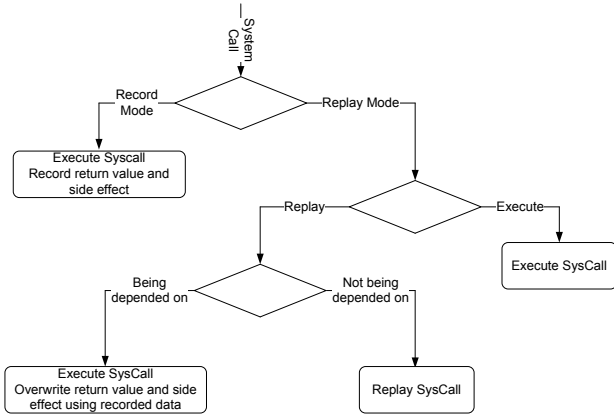 System
Call
Record
Mode
Replay Mode
Execute Syscall
Record return value and
side effect
Replay
Execute
Execute SysCall
Being
depended on
Not being
depended on
Execute SysCall
Overwrite return value and side
effect using recorded data
Replay SysCall